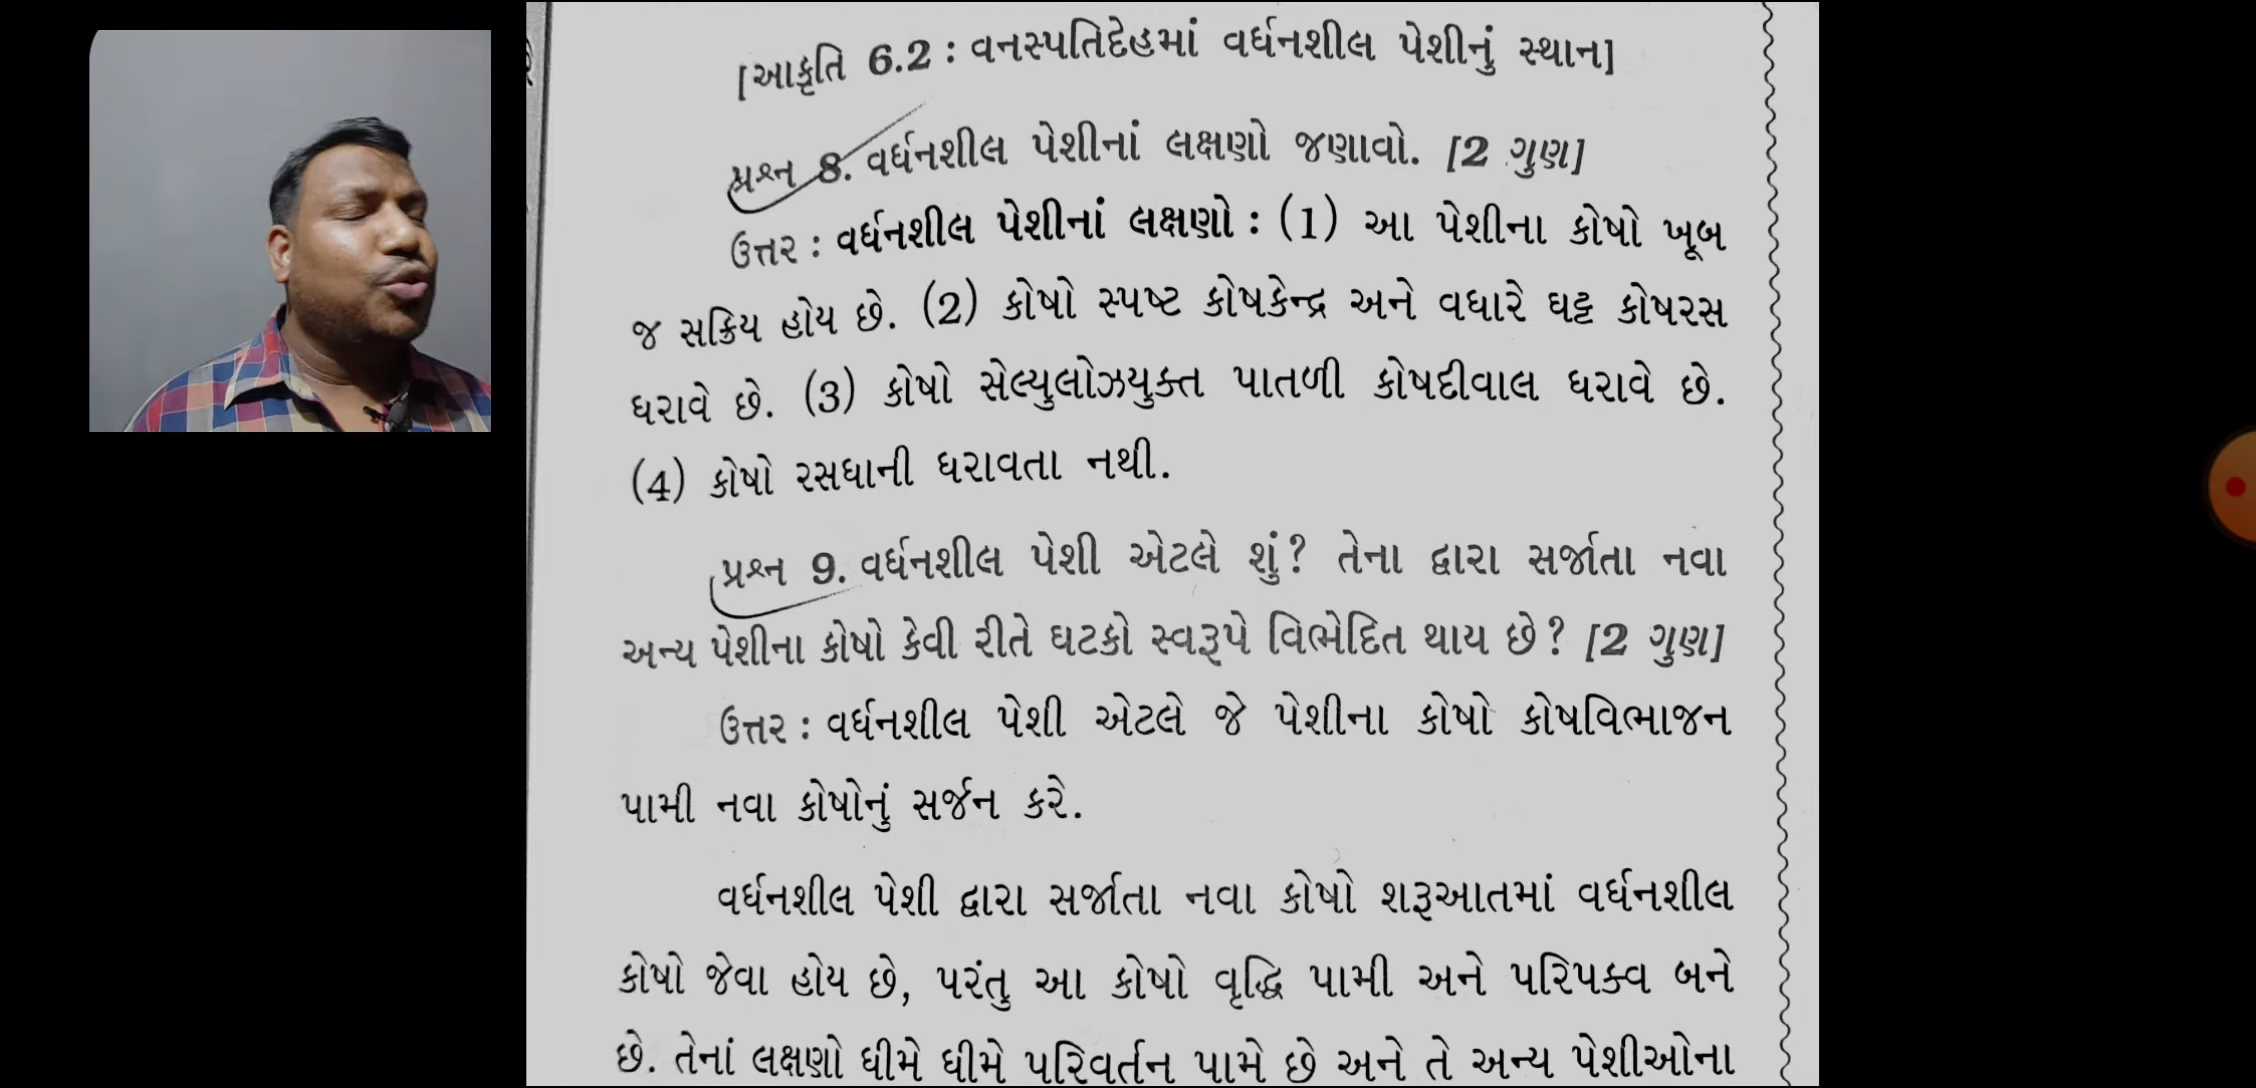 [આકૃતિ 6.2 : વનસ્પતિદેહમાં વર્ધનશીલ પેશીનું સ્થાન]
પ્રશ્ન 8. વર્ધનશીલ પેશીનાં લક્ષણો જણાવો. [2 ગુણ]
ઉત્તર : વર્ધનશીલ પેશીનાં લક્ષણો : (1) આ પેશીના કોષો ખૂબ
જ સક્રિય હોય છે. (2) કોષો સ્પષ્ટ કોષકેન્દ્ર અને વધારે ઘટ્ટ કોષરસ
ધરાવે છે. (3) કોષો સેલ્યુલોઝયુક્ત પાતળી કોષદીવાલ ધરાવે છે.
(4) કોષો રસધાની ધરાવતા નથી.
પ્રશ્ન 9. વર્ધનશીલ પેશી એટલે શું? તેના દ્વારા સર્જાતા નવા
અન્ય પેશીના કોષો કેવી રીતે ઘટકો સ્વરૂપે વિભેદિત થાય છે? [2 ગુણ]
ઉત્તર : વર્ધનશીલ પેશી એટલે જે પેશીના કોષો કોષવિભાજન
પામી નવા કોષોનું સર્જન કરે.
વર્ધનશીલ પેશી દ્વારા સર્જાતા નવા કોષો શરૂઆતમાં વર્ધનશીલ
કોષો જેવા હોય છે, પરંતુ આ કોષો વૃદ્ધિ પામી અને પરિપક્વ બને
છે. તેનાં લક્ષણો ધીમે ધીમે પરિવર્તન પામે છે અને તે અન્ય પેશીઓના